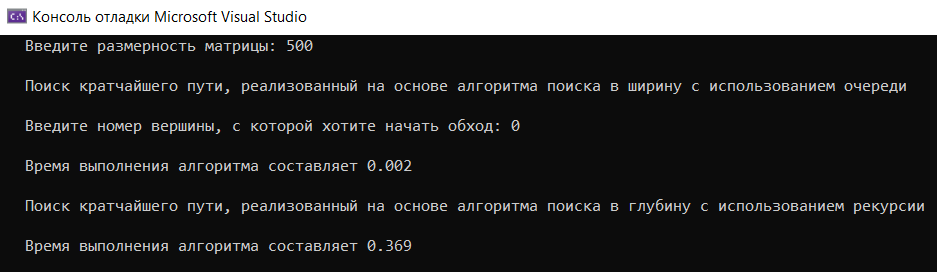 Консоль отладки Microsoft Visual Studio
Введите размерность матрицы: 500
Поиск кратчайшего пути, реализованный на основе алгоритма поиска в ширину с использованием очереди
Введите номер вершины, с которой хотите начать обход: 0
Время выполнения алгоритма составляет 0.002
Поиск кратчайшего пути, реализованный на основе алгоритма поиска в глубину с использованием рекурсии
Время выполнения алгоритма составляет 0.369